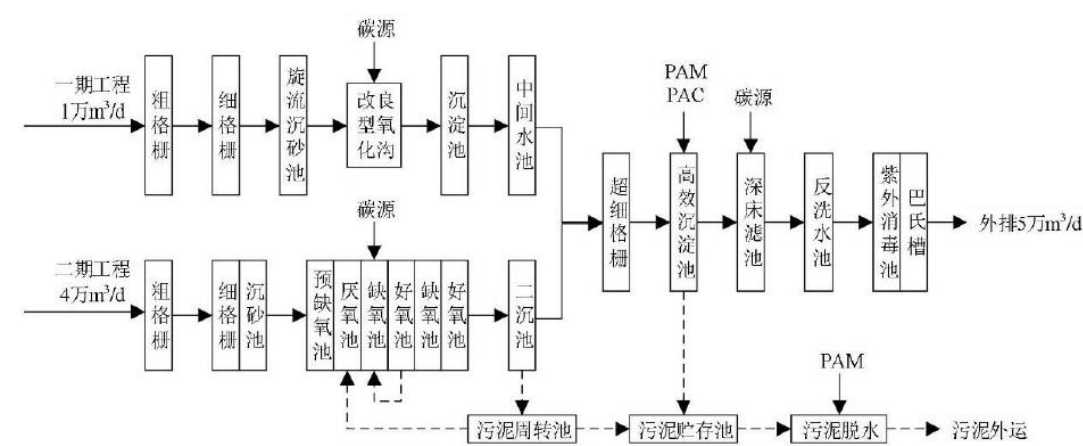 碳源
一期工程
1万m³/d
粗格栅
细格栅
旋流沉砂池
改良型氧化沟
沉淀池
中间水池
PAM
PAC
碳源
超细格栅
高效沉淀池
深床滤池
反洗水池
紫外消毒池
巴氏槽
外排5万m³/d
碳源
二期工程
4万m³/d
粗格栅
细格栅
沉砂池
预缺氧池
厌氧池
缺氧池
好氧池
缺氧池
好氧池
二沉池
PAM
污泥周转池
污泥贮存池
污泥脱水
污泥外运